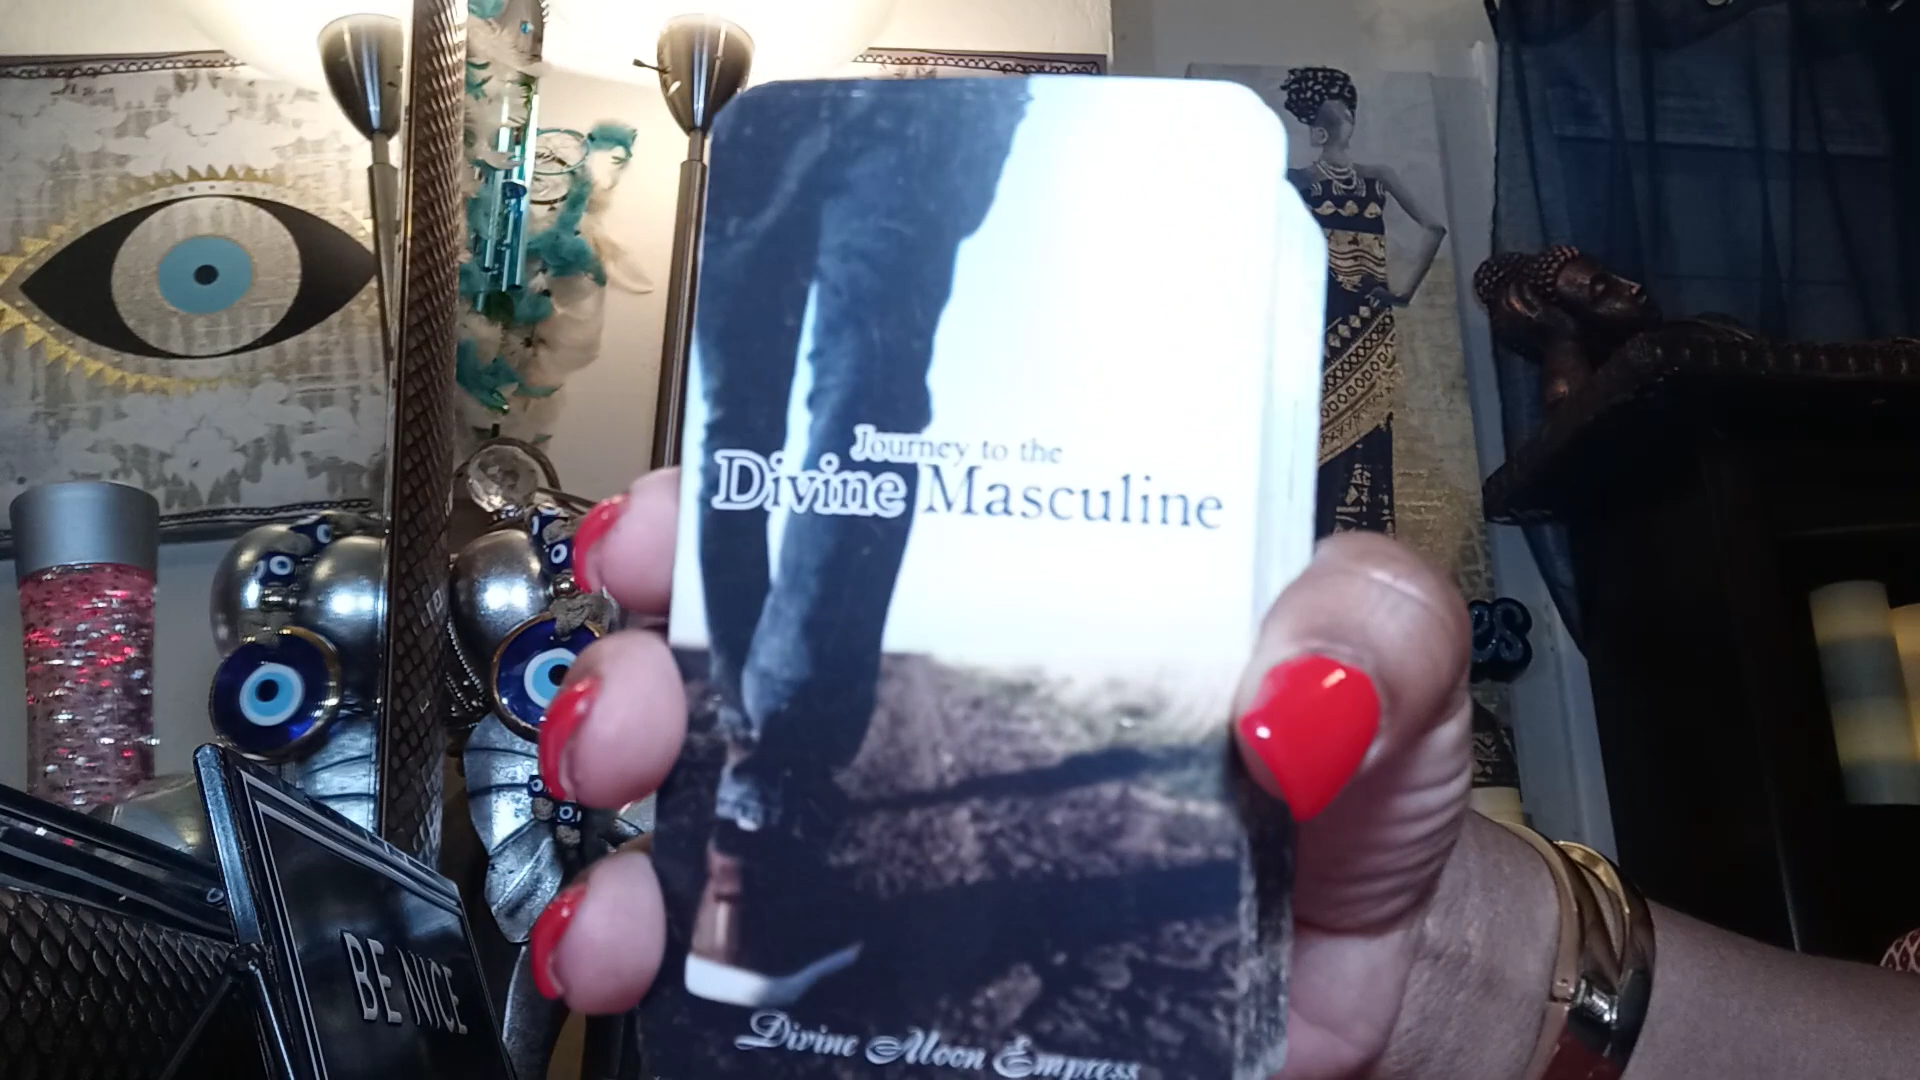 Journey to the
Divine Masculine
Divine Moon Empress
BE NICE